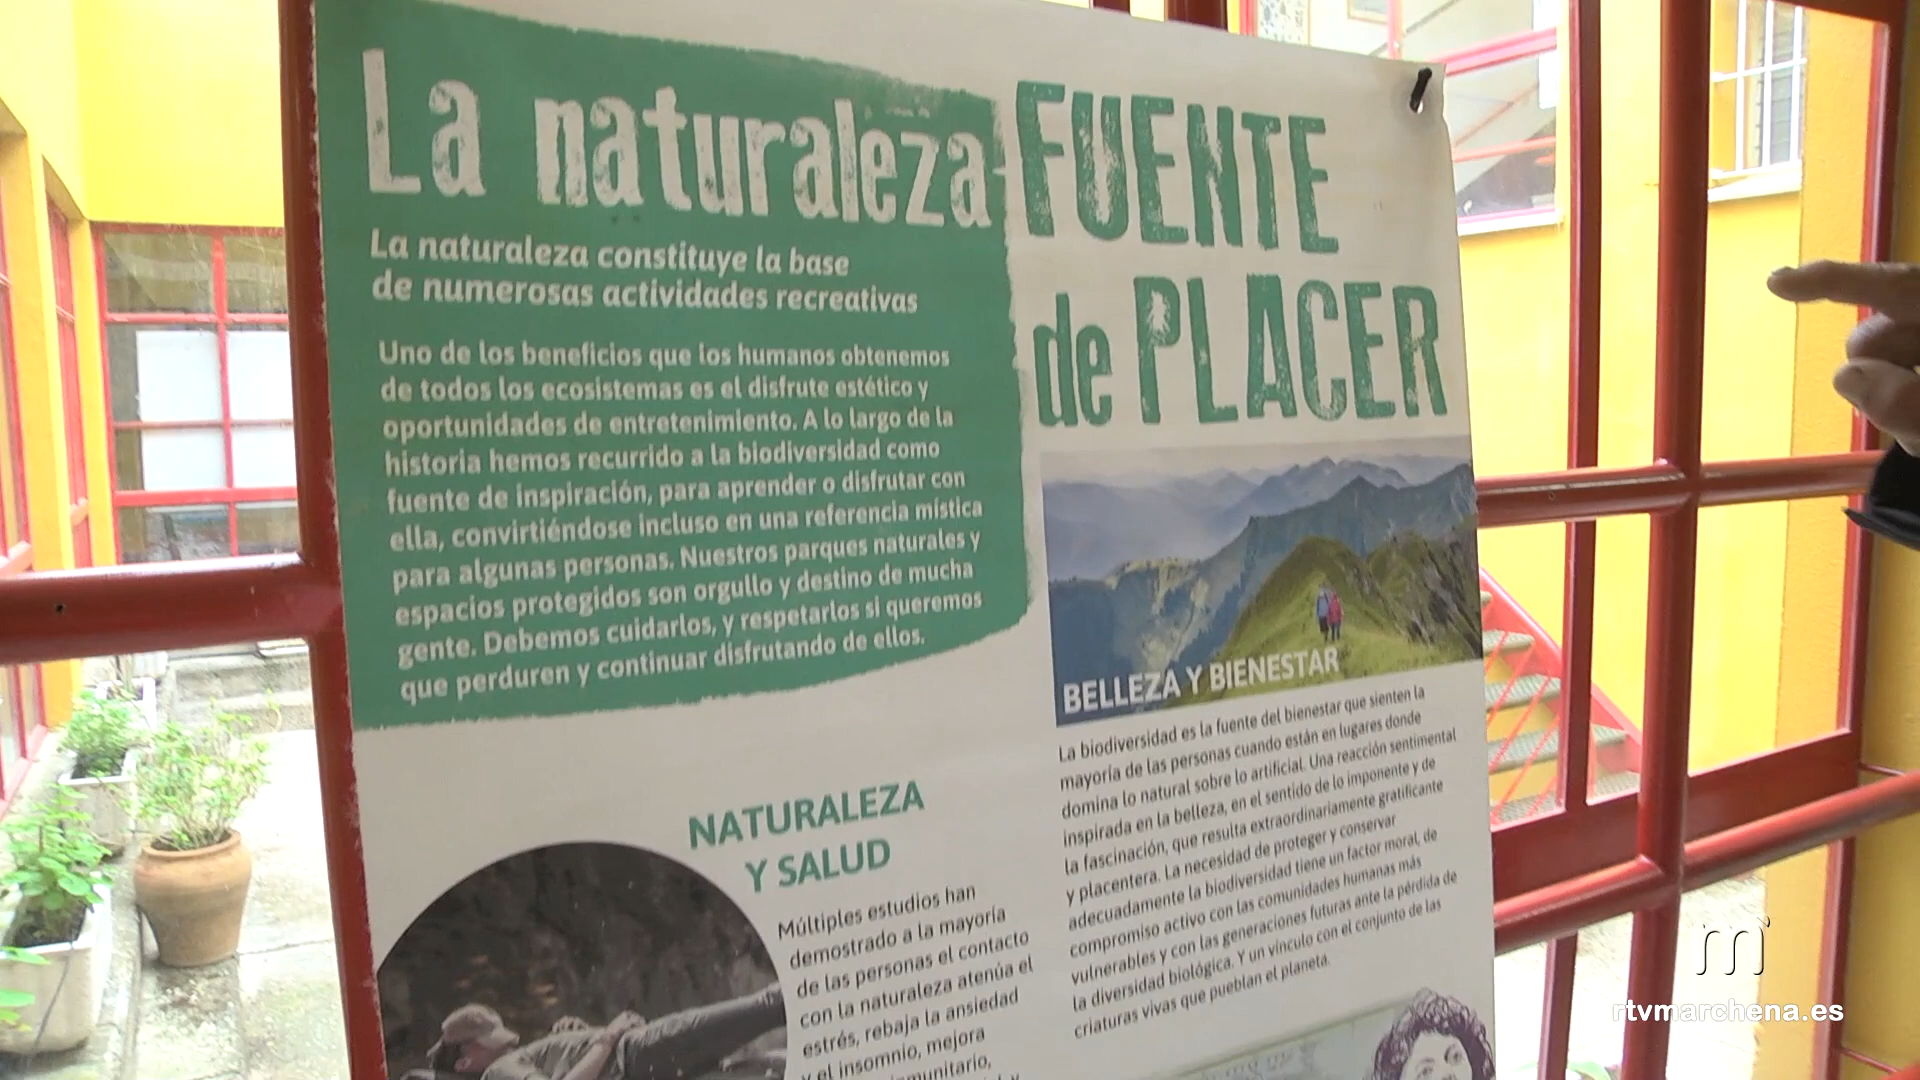 La naturaleza FUENTE
de PLACER
La naturaleza constituye la base
de numerosas actividades recreativas
Uno de los beneficios que los humanos obtenemos
de todos los ecosistemas es el disfrute estético y
oportunidades de entretenimiento. A lo largo de la
historia hemos recurrido a la biodiversidad como
fuente de inspiración, para aprender o disfrutar con
ella, convirtiéndose incluso en una referencia mística
para algunas personas. Nuestros parques naturales y
espacios protegidos son orgullo y destino de mucha
gente. Debemos cuidarlos, y respetarlos si queremos
que perduren y continuar disfrutando de ellos.
BELLEZA Y BIENESTAR
La biodiversidad es la fuente del bienestar que sienten la
mayoría de las personas cuando están en lugares donde
domina lo natural sobre lo artificial. Una reacción sentimental
inspirada en la belleza, en el sentido de lo imponente y de
la fascinación, que resulta extraordinariamente gratificante
y placentera. La necesidad de proteger y conservar
adecuadamente la biodiversidad tiene un factor moral, de
compromiso activo con las comunidades humanas más
vulnerables y con las generaciones futuras ante la pérdida de
la diversidad biológica. Y un vínculo con el conjunto de las
criaturas vivas que pueblan el planeta.
NATURALEZA
Y SALUD
Múltiples estudios han
demostrado a la mayoría
de las personas el contacto
con la naturaleza atenúa el
estrés, rebaja la ansiedad
y el insomnio, mejora
m
rtvmarchena.es